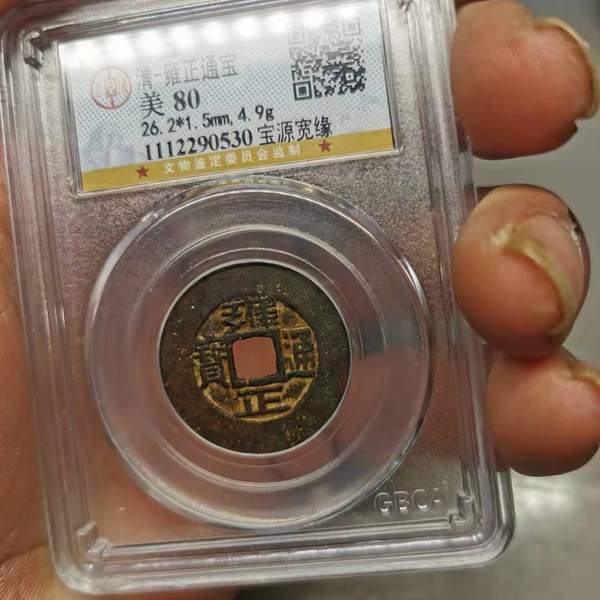 清-雍正通宝
美 80
26.2*1.5mm, 4.9g
1112290530 宝源宽缘
★ 文物鉴定委员会监制 ★
雍正通寶
GBCA